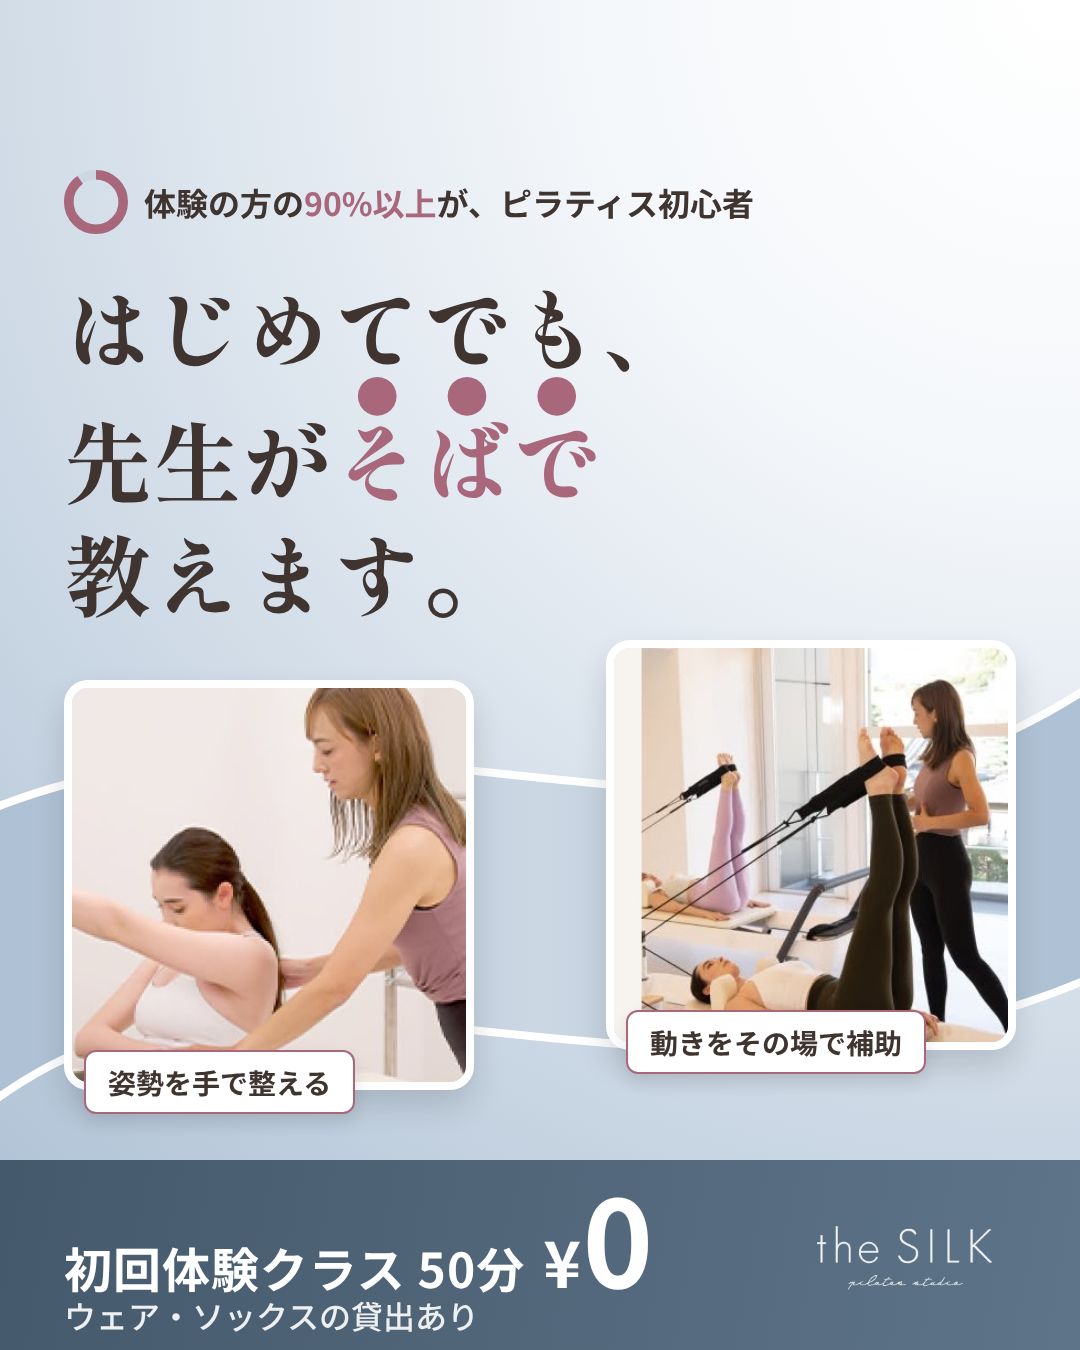 体験の方の90%以上が、ピラティス初心者
はじめてでも、
先生がそばで
教えます。
姿勢を手で整える
動きをその場で補助
初回体験クラス 50分 ¥0
ウェア・ソックスの貸出あり
the SILK
pilates studio